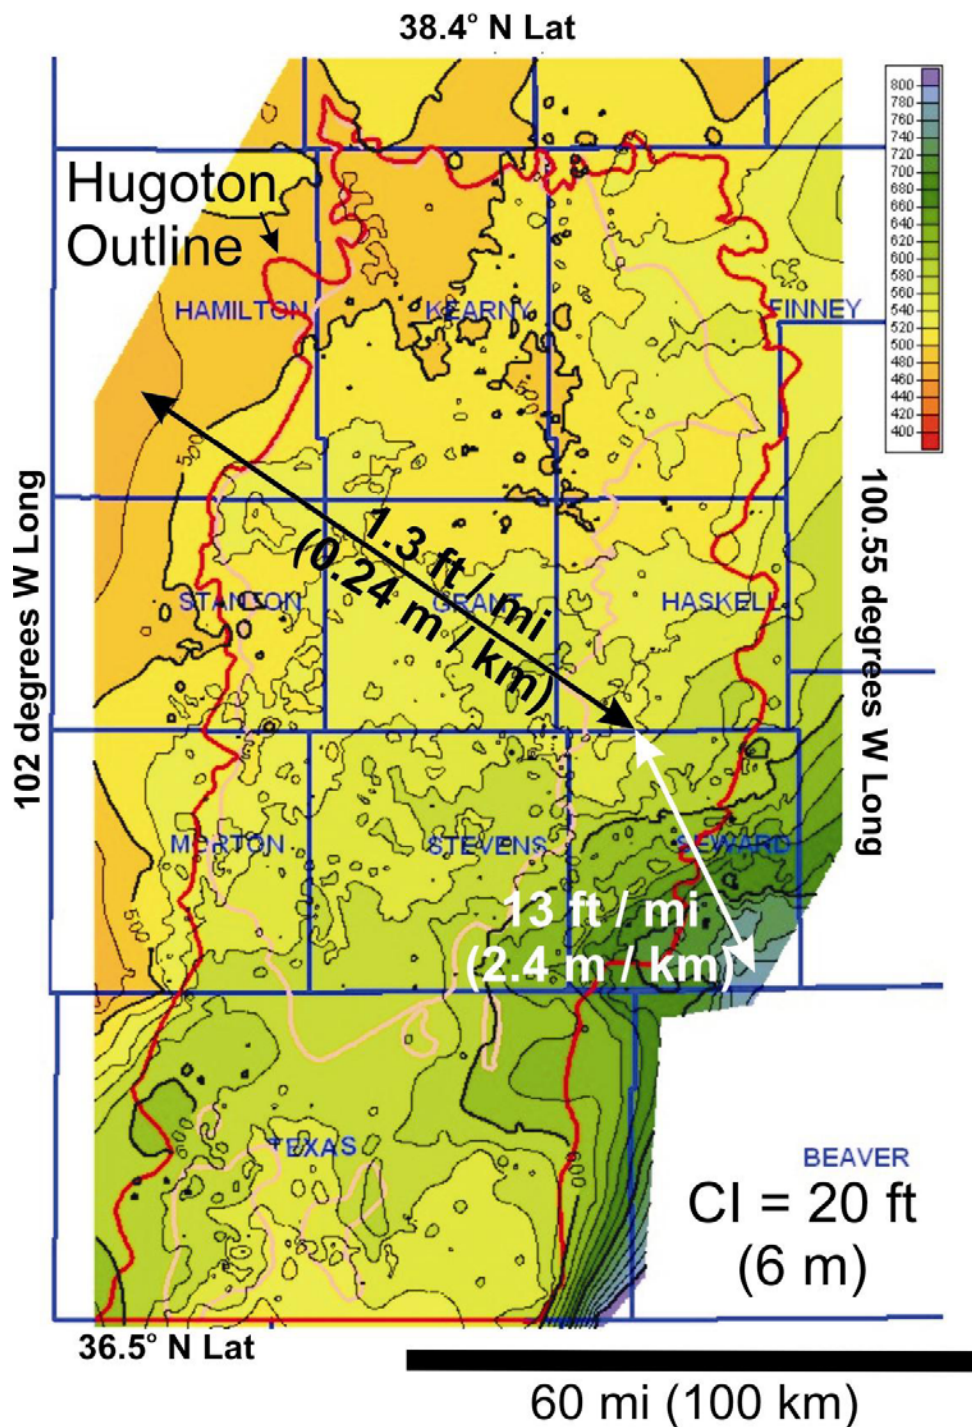 38.4° N Lat
800
780
760
740
720
700
680
660
640
620
600
580
560
540
520
500
480
460
440
420
400
Hugoton
Outline
HAMILTON
KEARNY
FINNEY
500
500
102 degrees W Long
100.55 degrees W Long
1.3 ft / mi
(0.24 m / km)
STANTON
GRANT
HASKELL
MORTON
STEVENS
SEWARD
500
13 ft / mi
(2.4 m / km)
TEXAS
BEAVER
CI = 20 ft
(6 m)
36.5° N Lat
60 mi (100 km)